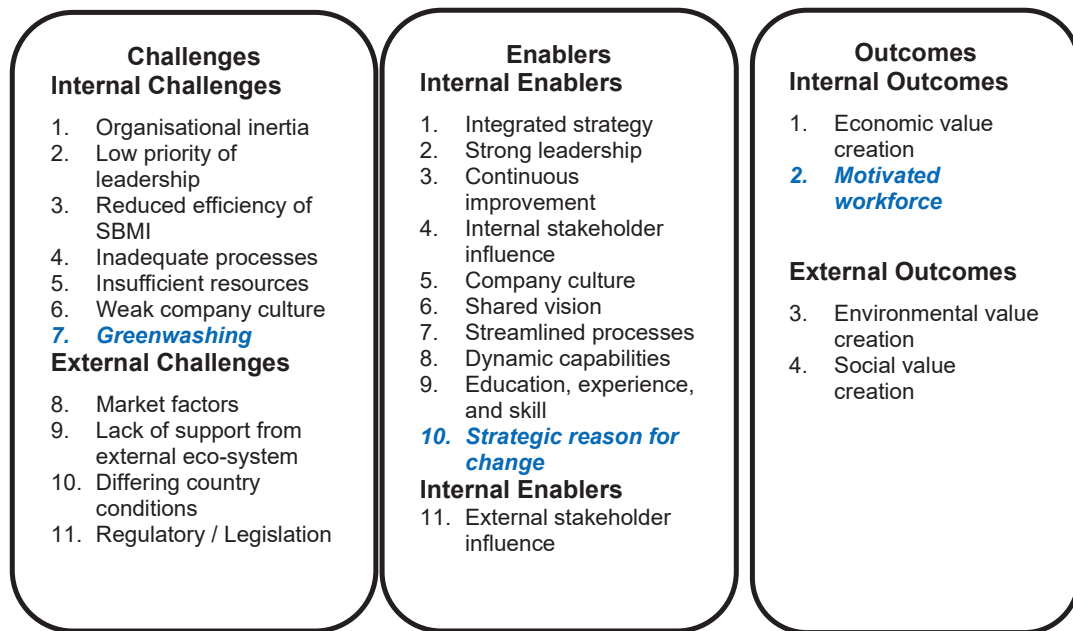 Challenges
Internal Challenges
1. Organisational inertia
2. Low priority of
leadership
3. Reduced efficiency of
SBMI
4. Inadequate processes
5. Insufficient resources
6. Weak company culture
7. Greenwashing
External Challenges
8. Market factors
9. Lack of support from
external eco-system
10. Differing country
conditions
11. Regulatory / Legislation
Enablers
Internal Enablers
1. Integrated strategy
2. Strong leadership
3. Continuous
improvement
4. Internal stakeholder
influence
5. Company culture
6. Shared vision
7. Streamlined processes
8. Dynamic capabilities
9. Education, experience,
and skill
10. Strategic reason for
change
Internal Enablers
11. External stakeholder
influence
Outcomes
Internal Outcomes
1. Economic value
creation
2. Motivated
workforce
External Outcomes
3. Environmental value
creation
4. Social value
creation